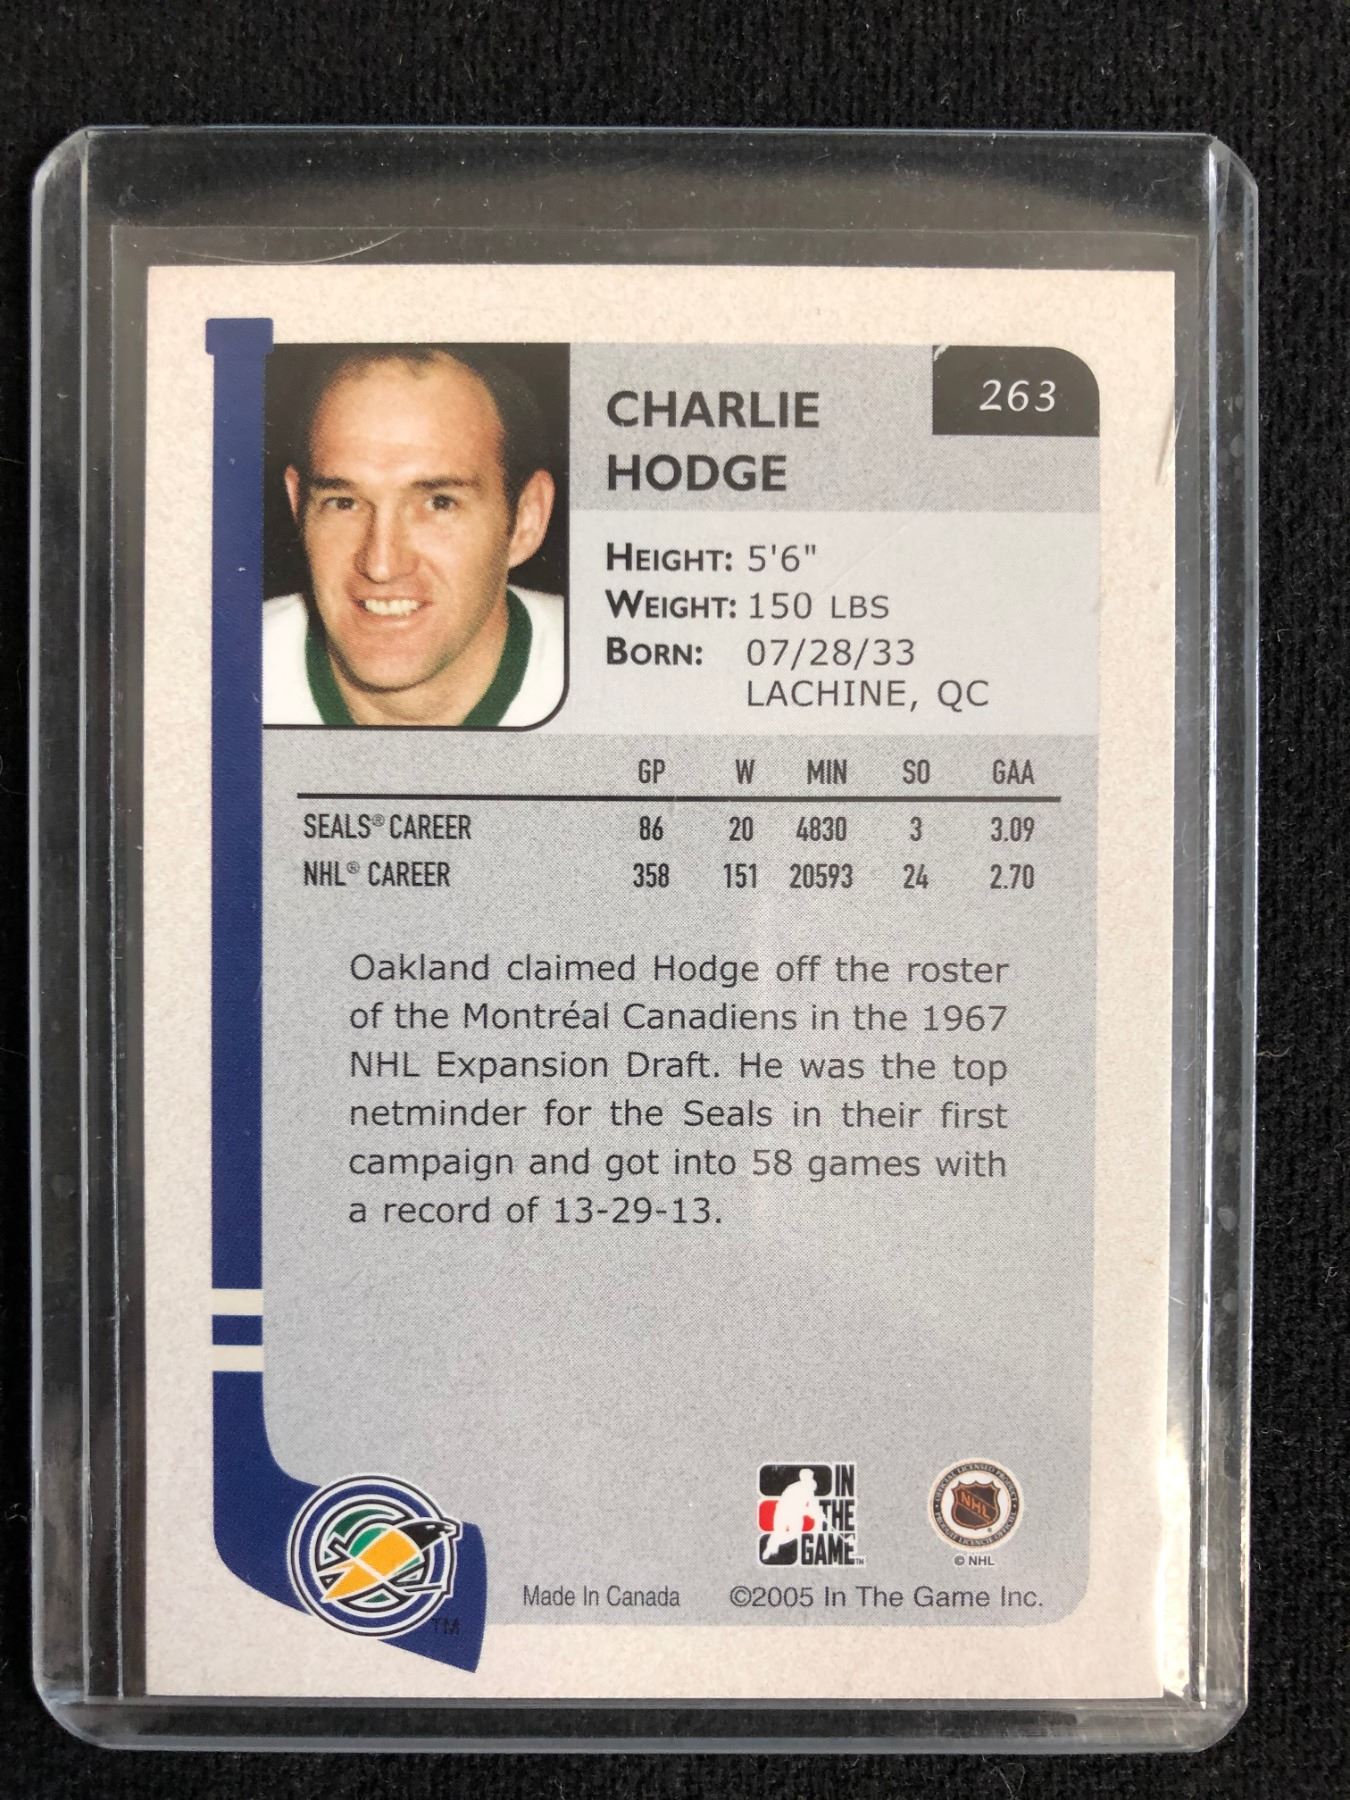 263
CHARLIE
HODGE
HEIGHT: 5'6"
WEIGHT: 150 LBS
BORN: 07/28/33
LACHINE, QC
GP W MIN SO GAA
SEALS® CAREER 86 20 4830 3 3.09
NHL® CAREER 358 151 20593 24 2.70
Oakland claimed Hodge off the roster
of the Montréal Canadiens in the 1967
NHL Expansion Draft. He was the top
netminder for the Seals in their first
campaign and got into 58 games with
a record of 13-29-13.
IN
THE
GAME™
NHL
© NHL
TM
Made In Canada ©2005 In The Game Inc.